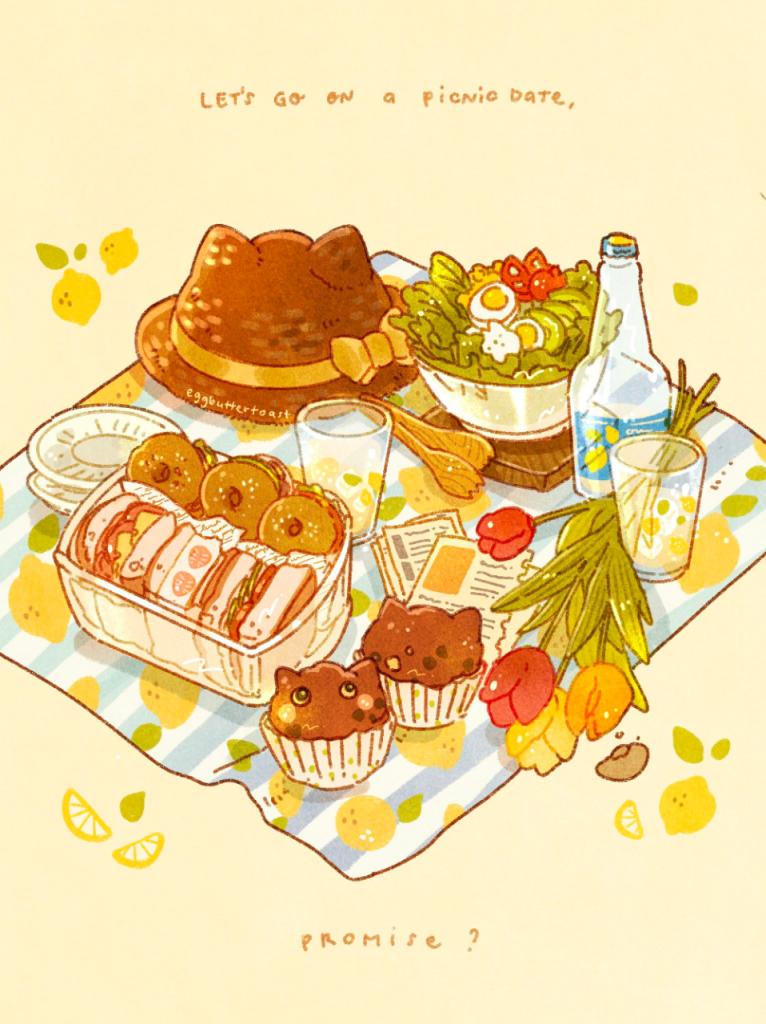 LET'S GO ON a picnic Date,
eggbuttertoast
promise ?